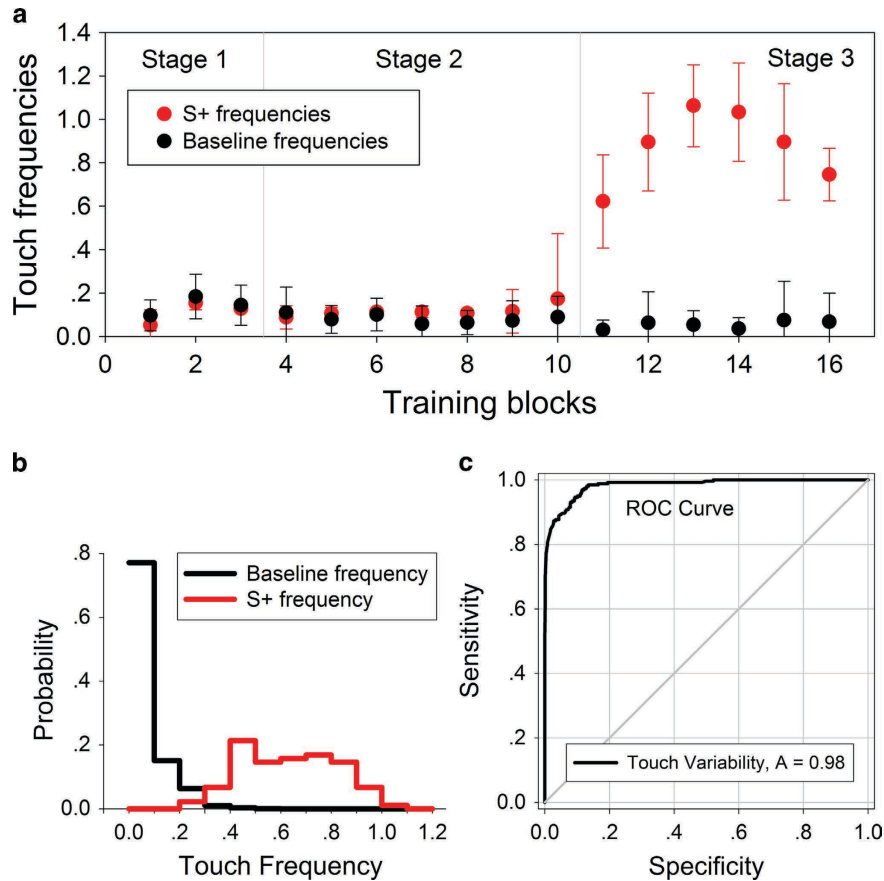 a
Stage 1 Stage 2 Stage 3
S+ frequencies
Baseline frequencies
Touch frequencies
1.4
1.2
1.0
.8
.6
.4
.2
0.0
0 2 4 6 8 10 12 14 16
Training blocks
b
Baseline frequency
S+ frequency
Probability
.8
.6
.4
.2
0.0
0.0 .2 .4 .6 .8 1.0 1.2
Touch Frequency
c
ROC Curve
Sensitivity
1.0
.8
.6
.4
.2
0.0
Touch Variability, A = 0.98
0.0 .2 .4 .6 .8 1.0
Specificity